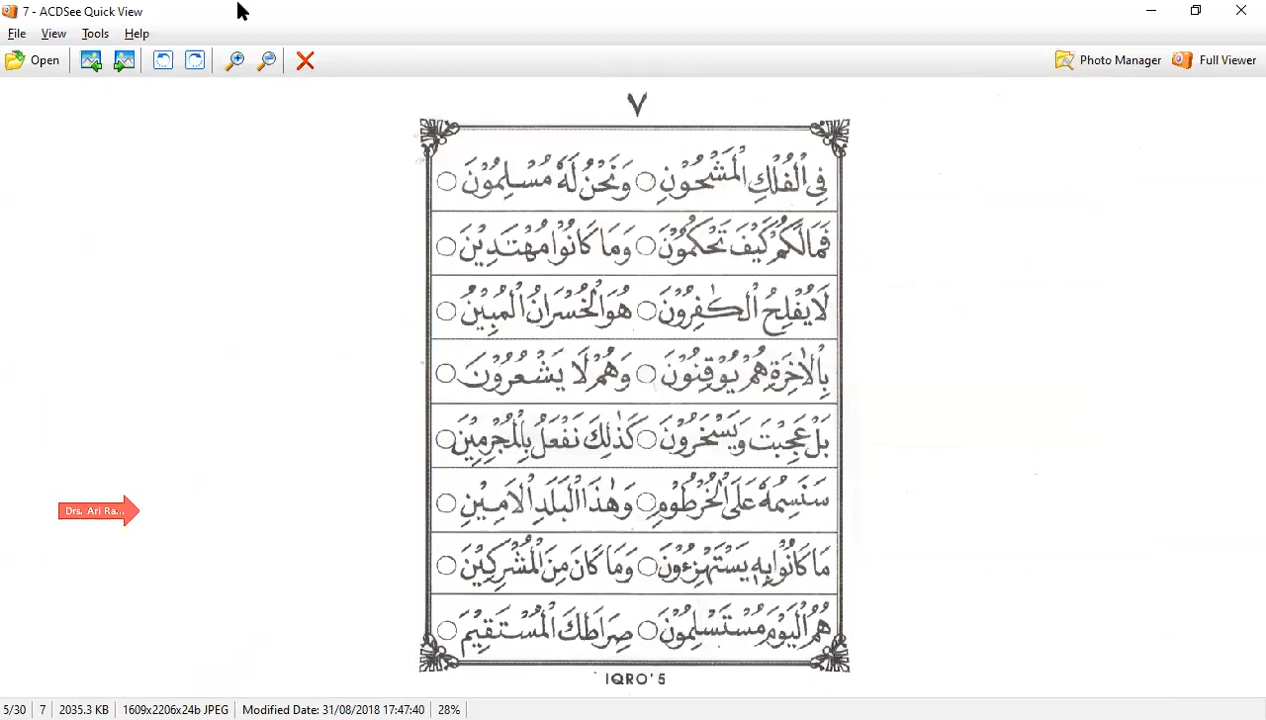 7 - ACDSee Quick View
File View Tools Help
Open Photo Manager Full Viewer
٧
فِى الْفُلْكِ الْمَشْحُوْنِ ○ وَنَحْنُ لَهٗ مُسْلِمُوْنَ ○
فَمَالَكُمْ كَيْفَ تَحْكُمُوْنَ ○ وَمَا كَانُوْا مُهْتَدِيْنَ ○
لَا يُفْلِحُ الْكٰفِرُوْنَ ○ هُوَ الْخُسْرَانُ الْمُبِيْنُ ○
بِالْاٰخِرَةِ هُمْ يُوْقِنُوْنَ ○ وَهُمْ لَا يَشْعُرُوْنَ ○
بَلْ عَجِبْتَ وَيَسْخَرُوْنَ ○ كَذٰلِكَ نَفْعَلُ بِالْمُجْرِمِيْنَ ○
Drs. Ari Ra...
سَنَسِمُهٗ عَلَى الْخُرْطُوْمِ ○ وَهٰذَا الْبَلَدِ الْاَمِيْنِ ○
مَا كَانُوْا بِهٖ يَسْتَهْزِءُوْنَ ○ وَمَا كَانَ مِنَ الْمُشْرِكِيْنَ ○
هُمُ الْيَوْمَ مُسْتَسْلِمُوْنَ ○ صِرَاطَكَ الْمُسْتَقِيْمَ ○
IQRO'5
5/30 7 2035.3 KB 1609x2206x24b JPEG Modified Date: 31/08/2018 17:47:40 28%